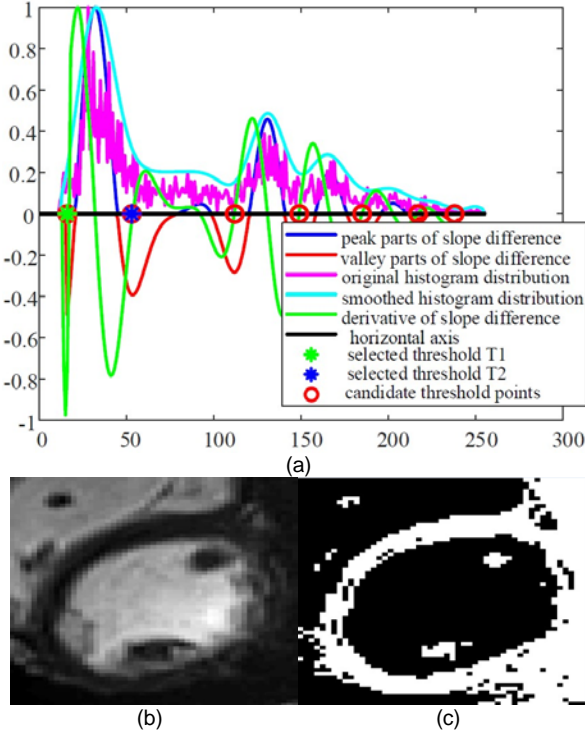 1
0.8
0.6
0.4
0.2
0
-0.2
-0.4
-0.6
-0.8
-1
0 50 100 150 200 250 300
peak parts of slope difference
valley parts of slope difference
original histogram distribution
smoothed histogram distribution
derivative of slope difference
horizontal axis
selected threshold T1
selected threshold T2
candidate threshold points
(a)
(b) (c)